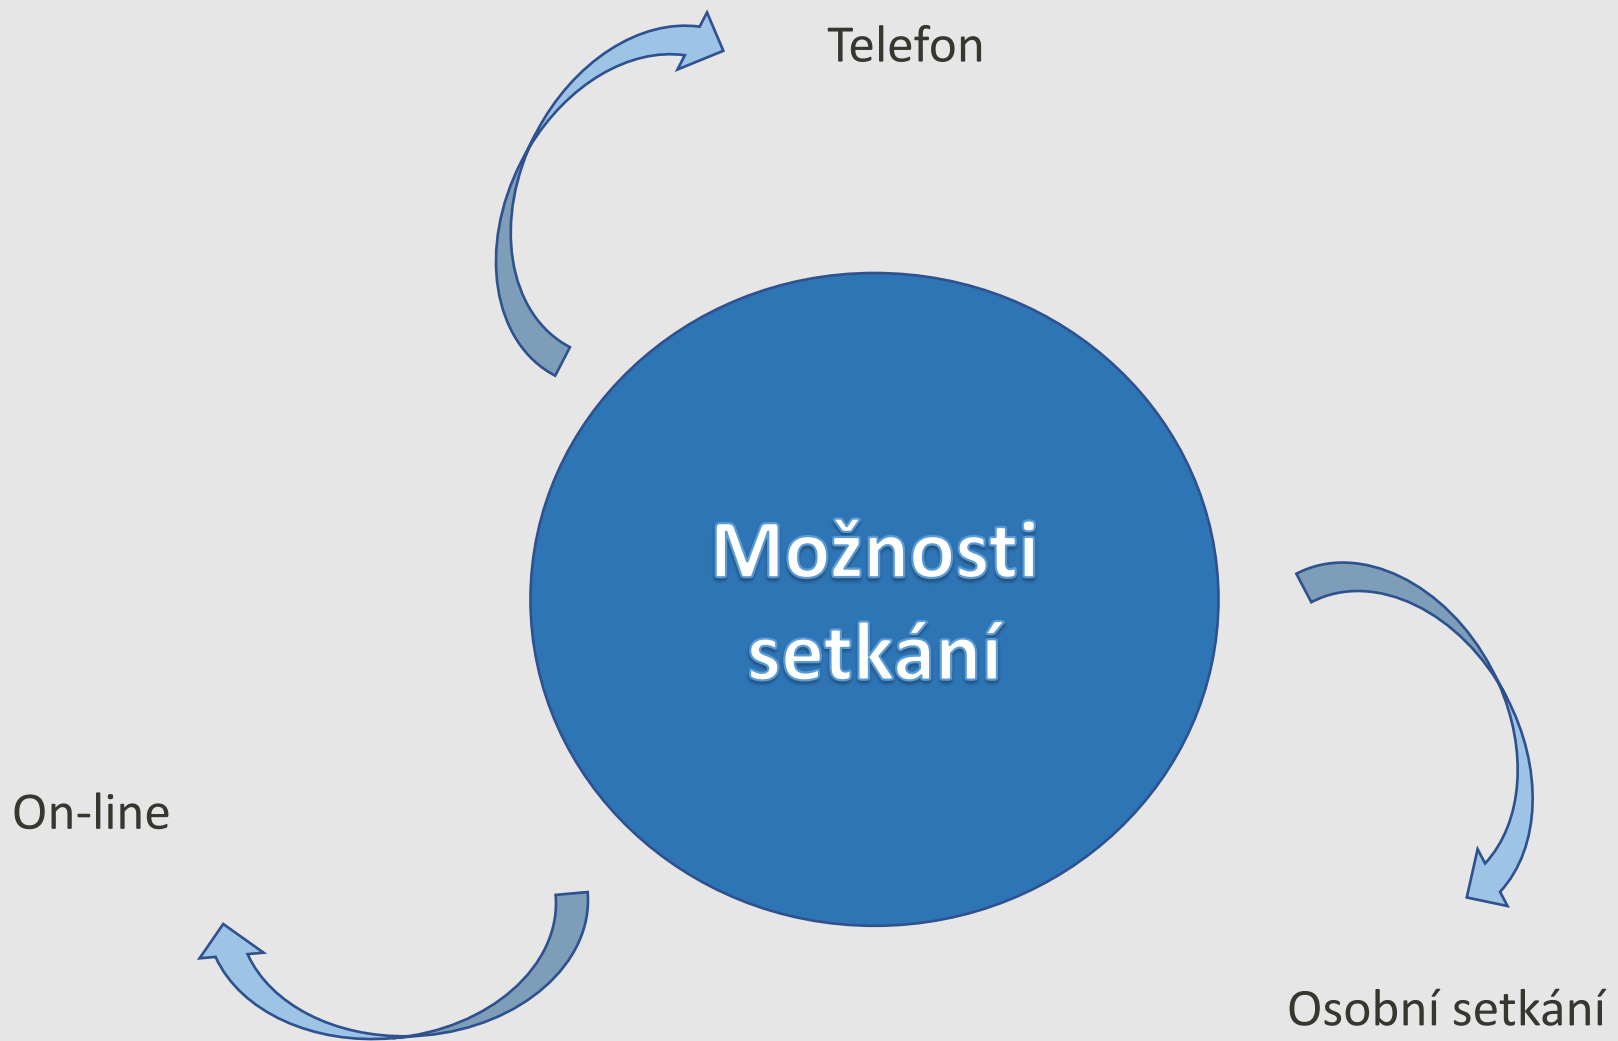 Telefon
Možnosti
setkání
On-line
Osobní setkání